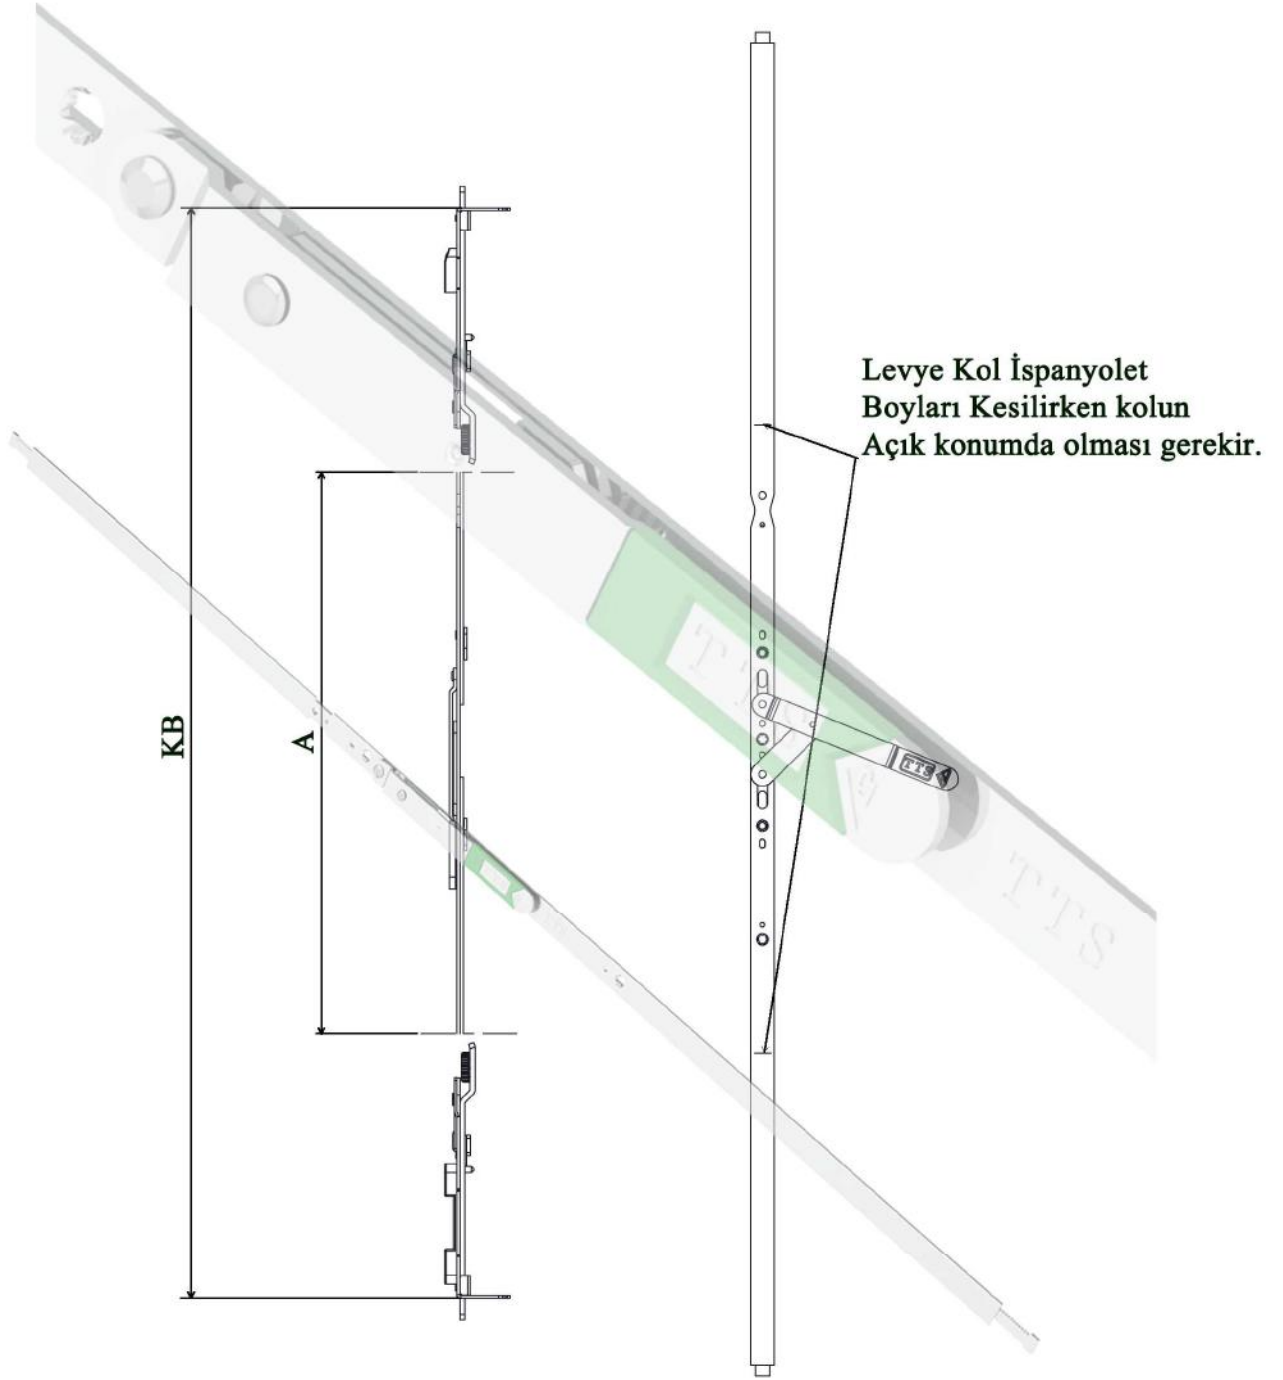 Levye Kol İspanyolet
Boyları Kesilirken kolun
Açık konumda olması gerekir.
KB
A
TTS
TTS
TTS